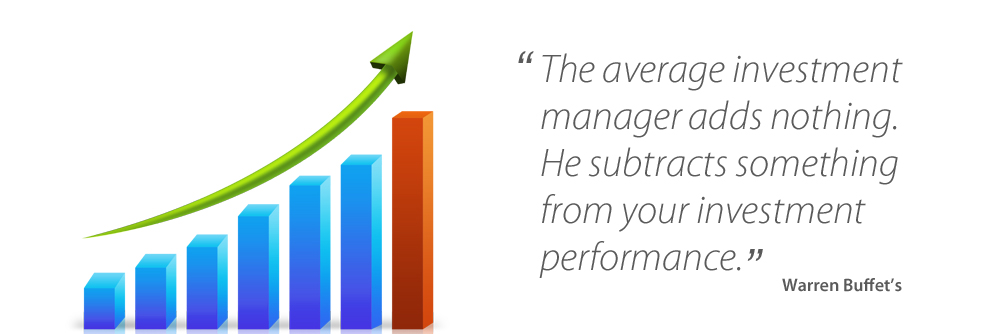 “ The average investment
manager adds nothing.
He subtracts something
from your investment
performance.”
Warren Buffet’s